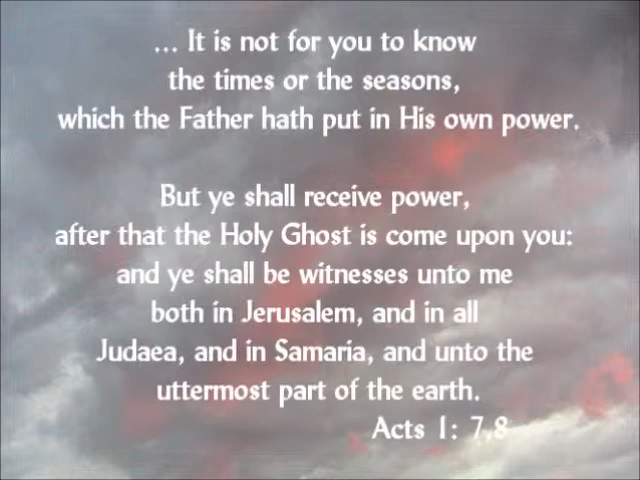 ... It is not for you to know
the times or the seasons,
which the Father hath put in His own power.
But ye shall receive power,
after that the Holy Ghost is come upon you:
and ye shall be witnesses unto me
both in Jerusalem, and in all
Judaea, and in Samaria, and unto the
uttermost part of the earth.
Acts 1: 7,8